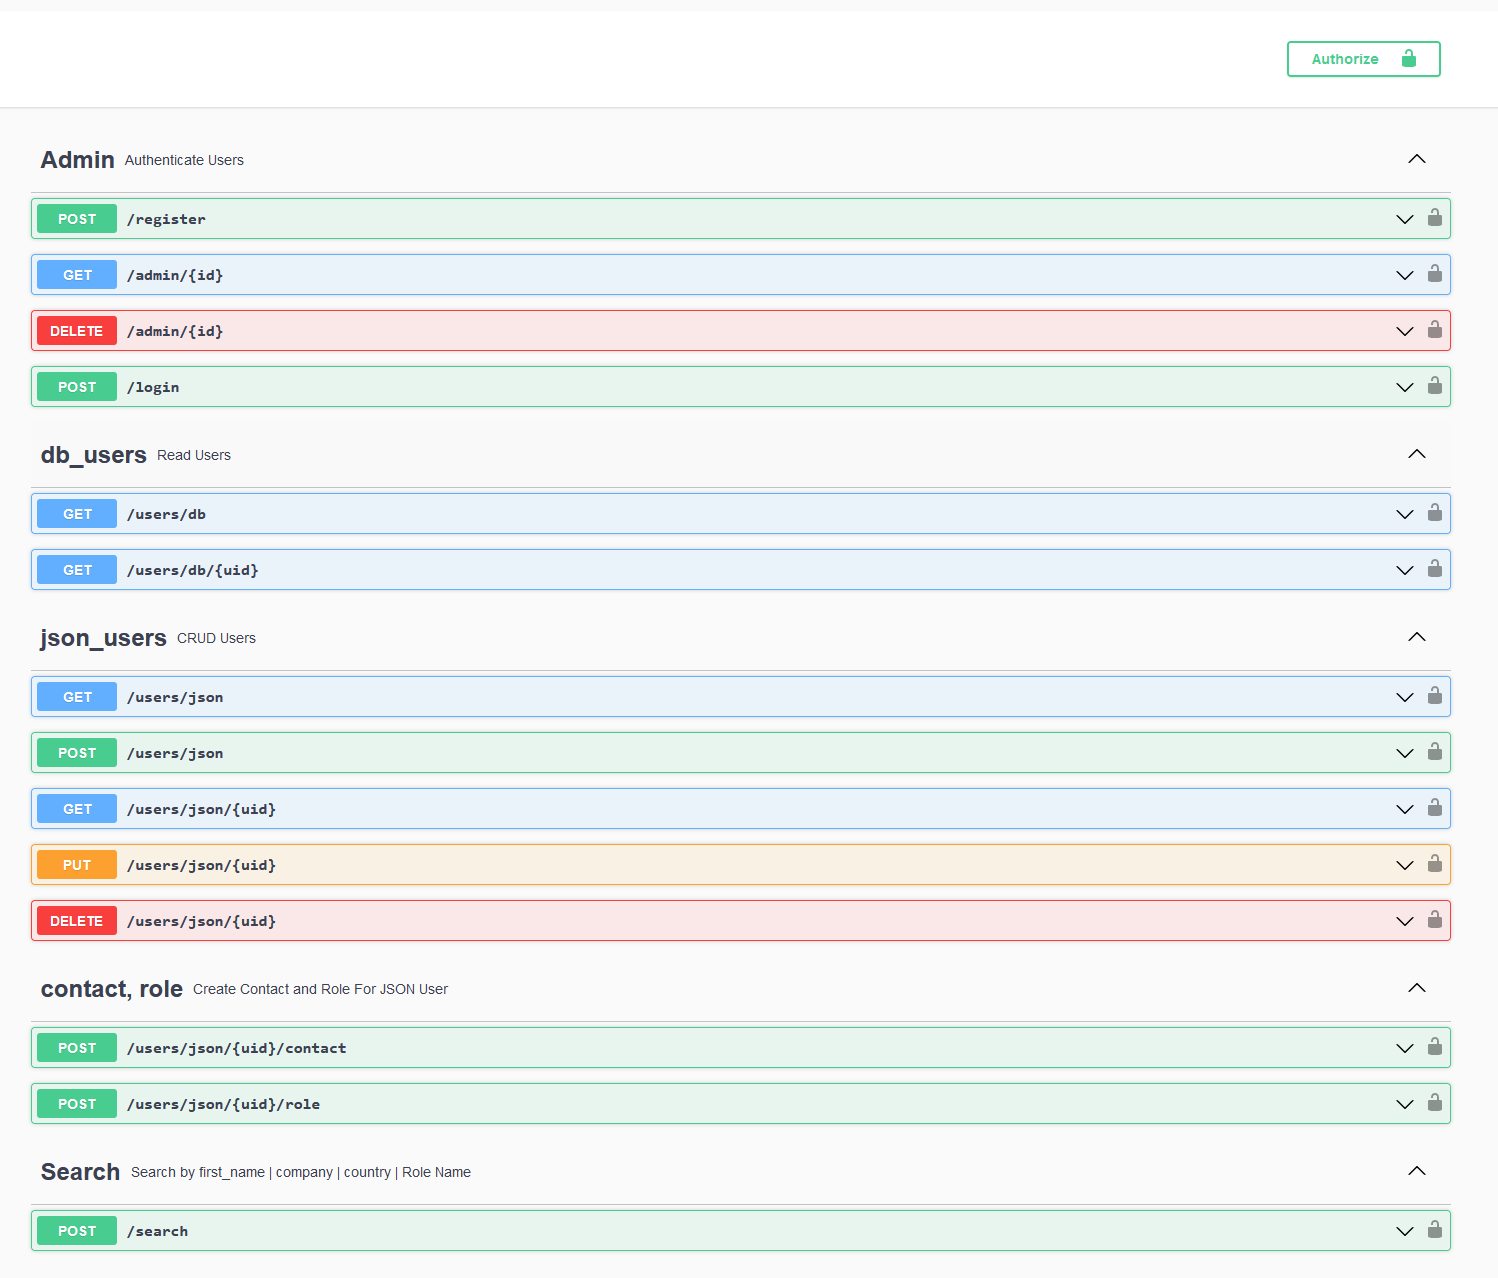 Authorize
Admin Authenticate Users
POST /register
GET /admin/{id}
DELETE /admin/{id}
POST /login
db_users Read Users
GET /users/db
GET /users/db/{uid}
json_users CRUD Users
GET /users/json
POST /users/json
GET /users/json/{uid}
PUT /users/json/{uid}
DELETE /users/json/{uid}
contact, role Create Contact and Role For JSON User
POST /users/json/{uid}/contact
POST /users/json/{uid}/role
Search Search by first_name | company | country | Role Name
POST /search